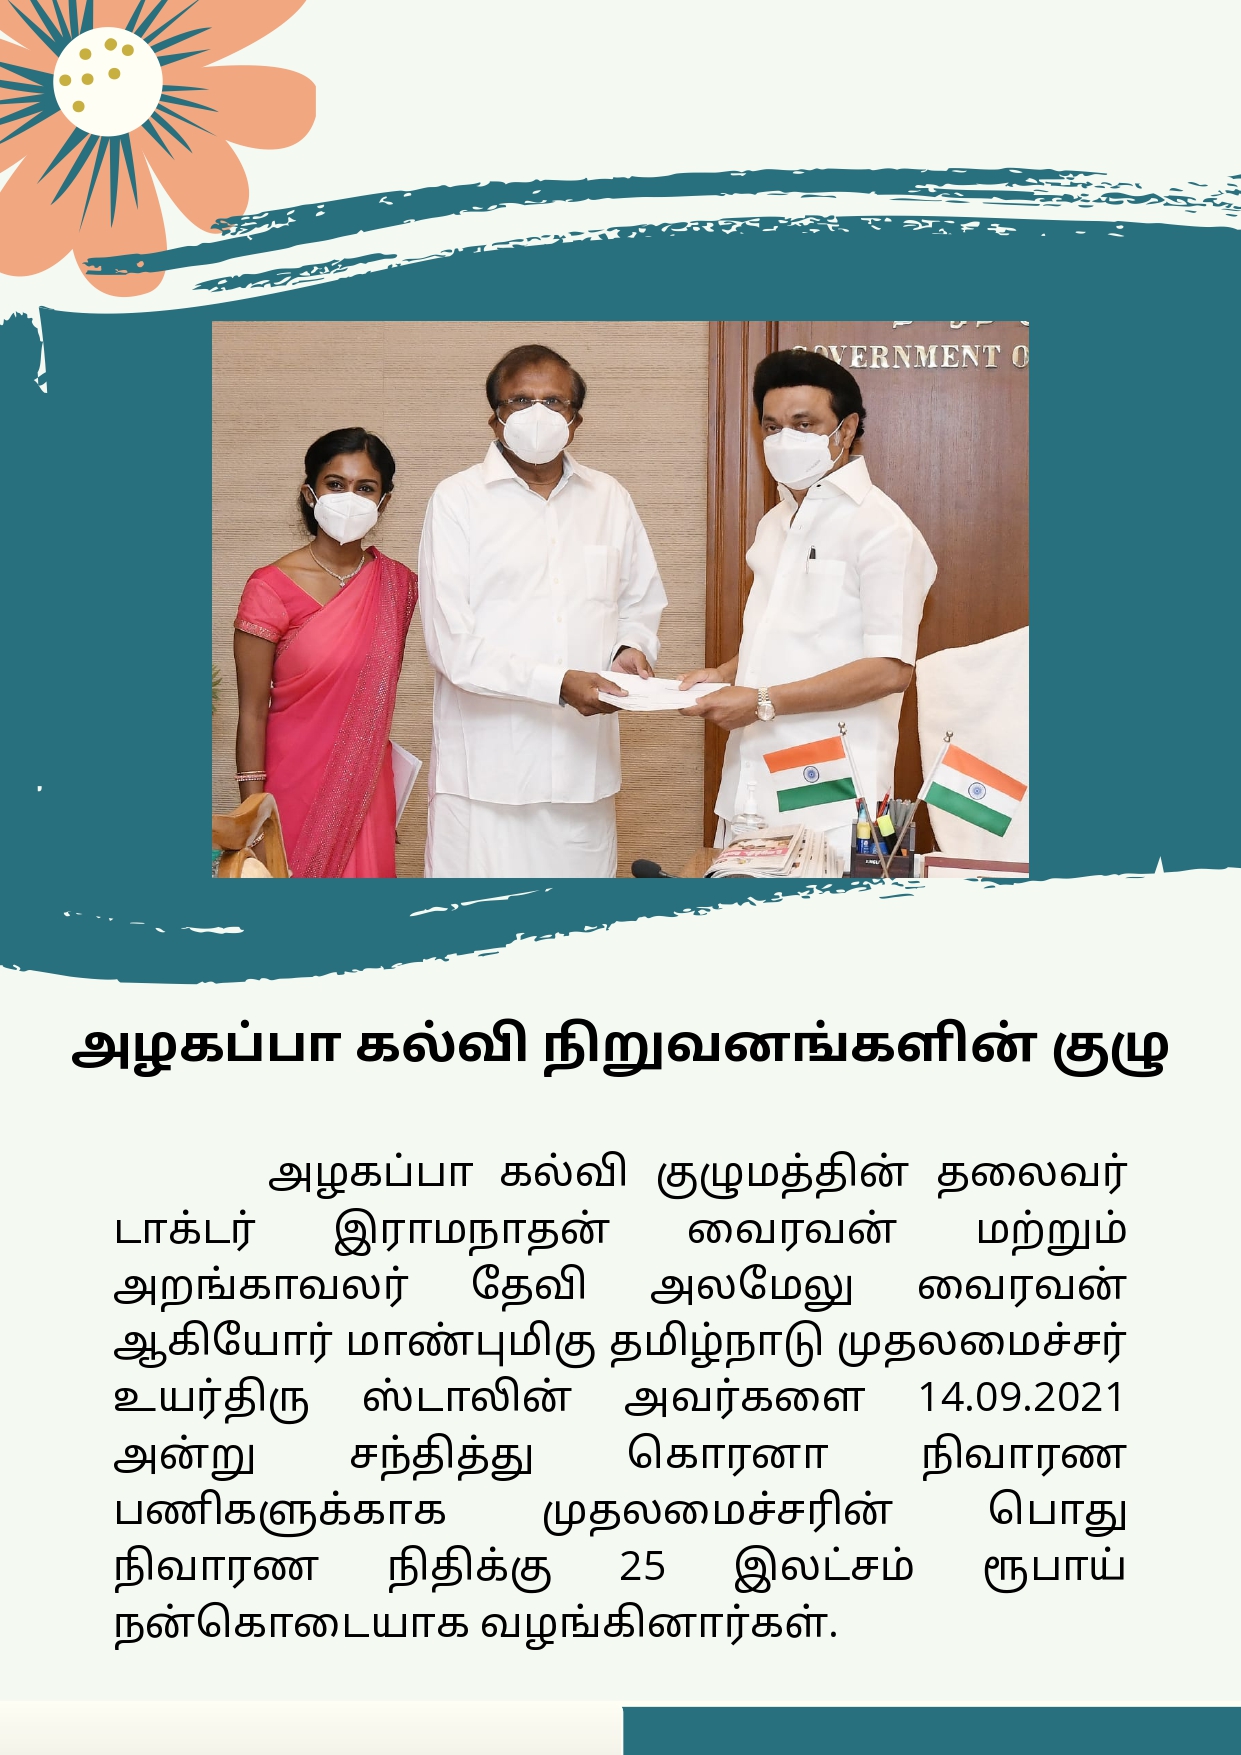 GOVERNMENT O
அழகப்பா கல்வி நிறுவனங்களின் குழு
அழகப்பா கல்வி குழுமத்தின் தலைவர்
டாக்டர் இராமநாதன் வைரவன் மற்றும்
அறங்காவலர் தேவி அலமேலு வைரவன்
ஆகியோர் மாண்புமிகு தமிழ்நாடு முதலமைச்சர்
உயர்திரு ஸ்டாலின் அவர்களை 14.09.2021
அன்று சந்தித்து கொரனா நிவாரண
பணிகளுக்காக முதலமைச்சரின் பொது
நிவாரண நிதிக்கு 25 இலட்சம் ரூபாய்
நன்கொடையாக வழங்கினார்கள்.